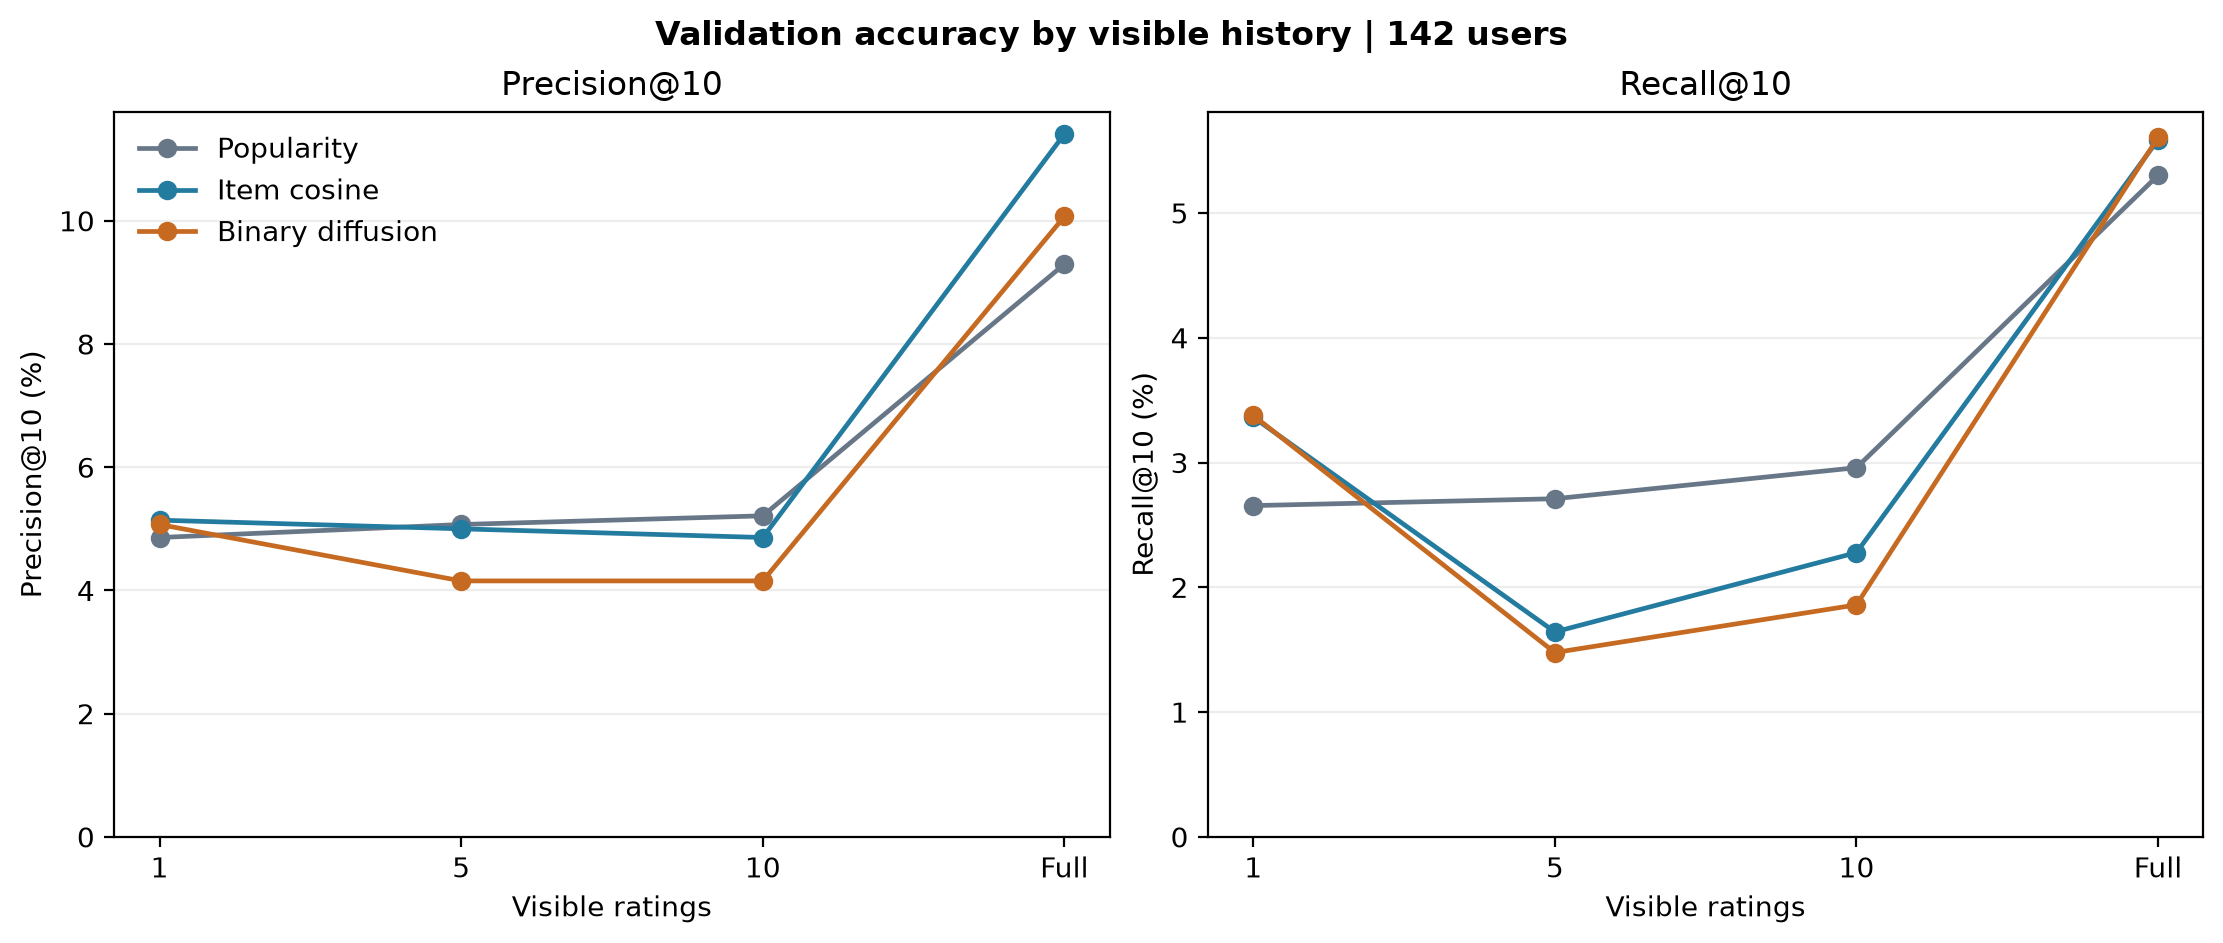 Validation accuracy by visible history | 142 users
Precision@10
Popularity
Item cosine
Binary diffusion
Precision@10 (%)
10
8
6
4
2
0
1 5 10 Full
Visible ratings
Recall@10
Recall@10 (%)
5
4
3
2
1
0
1 5 10 Full
Visible ratings